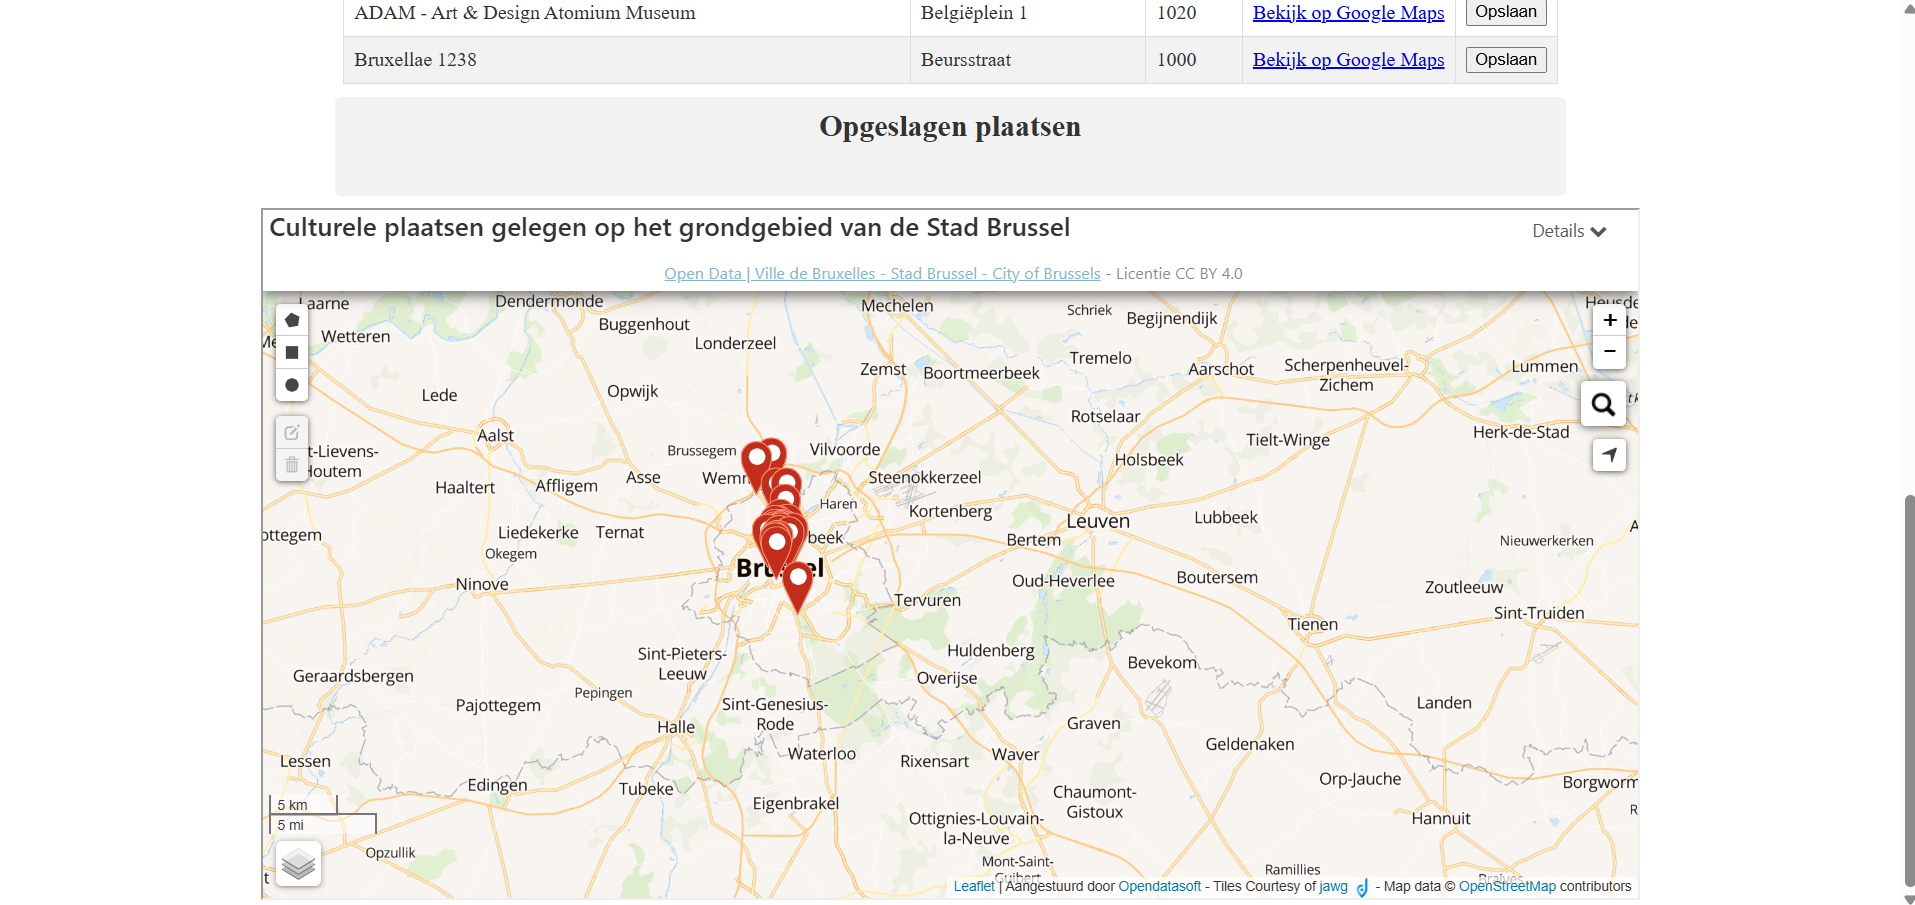 ADAM - Art & Design Atomium Museum Belgiëplein 1 1020 Bekijk op Google Maps Opslaan
Bruxellae 1238 Beursstraat 1000 Bekijk op Google Maps Opslaan
Opgeslagen plaatsen
Culturele plaatsen gelegen op het grondgebied van de Stad Brussel
Details
Open Data | Ville de Bruxelles - Stad Brussel - City of Brussels - Licentie CC BY 4.0
Laarne
Dendermonde
Mechelen
Schriek
Begijnendijk
Buggenhout
Wetteren
Londerzeel
Tremelo
Zemst
Boortmeerbeek
Aarschot
Scherpenheuvel-
Zichem
Lummen
Lede
Opwijk
Rotselaar
Aalst
Tielt-Winge
Herk-de-Stad
t-Lievens-
Houtem
Brussegem
Vilvoorde
Holsbeek
Haaltert
Affligem
Asse
Wemm
Steenokkerzeel
Haren
Kortenberg
Leuven
Lubbeek
ottegem
Liedekerke
Ternat
beek
Bertem
Nieuwerkerken
Okegem
Ninove
Oud-Heverlee
Boutersem
Zoutleeuw
Tervuren
Sint-Truiden
Tienen
Sint-Pieters-
Leeuw
Huldenberg
Bevekom
Geraardsbergen
Pepingen
Overijse
Pajottegem
Sint-Genesius-
Rode
Landen
Halle
Graven
Geldenaken
Waterloo
Rixensart
Waver
Lessen
Edingen
Tubeke
Eigenbrakel
Chaumont-
Gistoux
Orp-Jauche
Borgworm
5 km
5 mi
Ottignies-Louvain-
la-Neuve
Hannuit
Opzullik
Mont-Saint-
Guibert
Ramillies
Leaflet | Aangestuurd door Opendatasoft - Tiles Courtesy of jawg - Map data © OpenStreetMap contributors